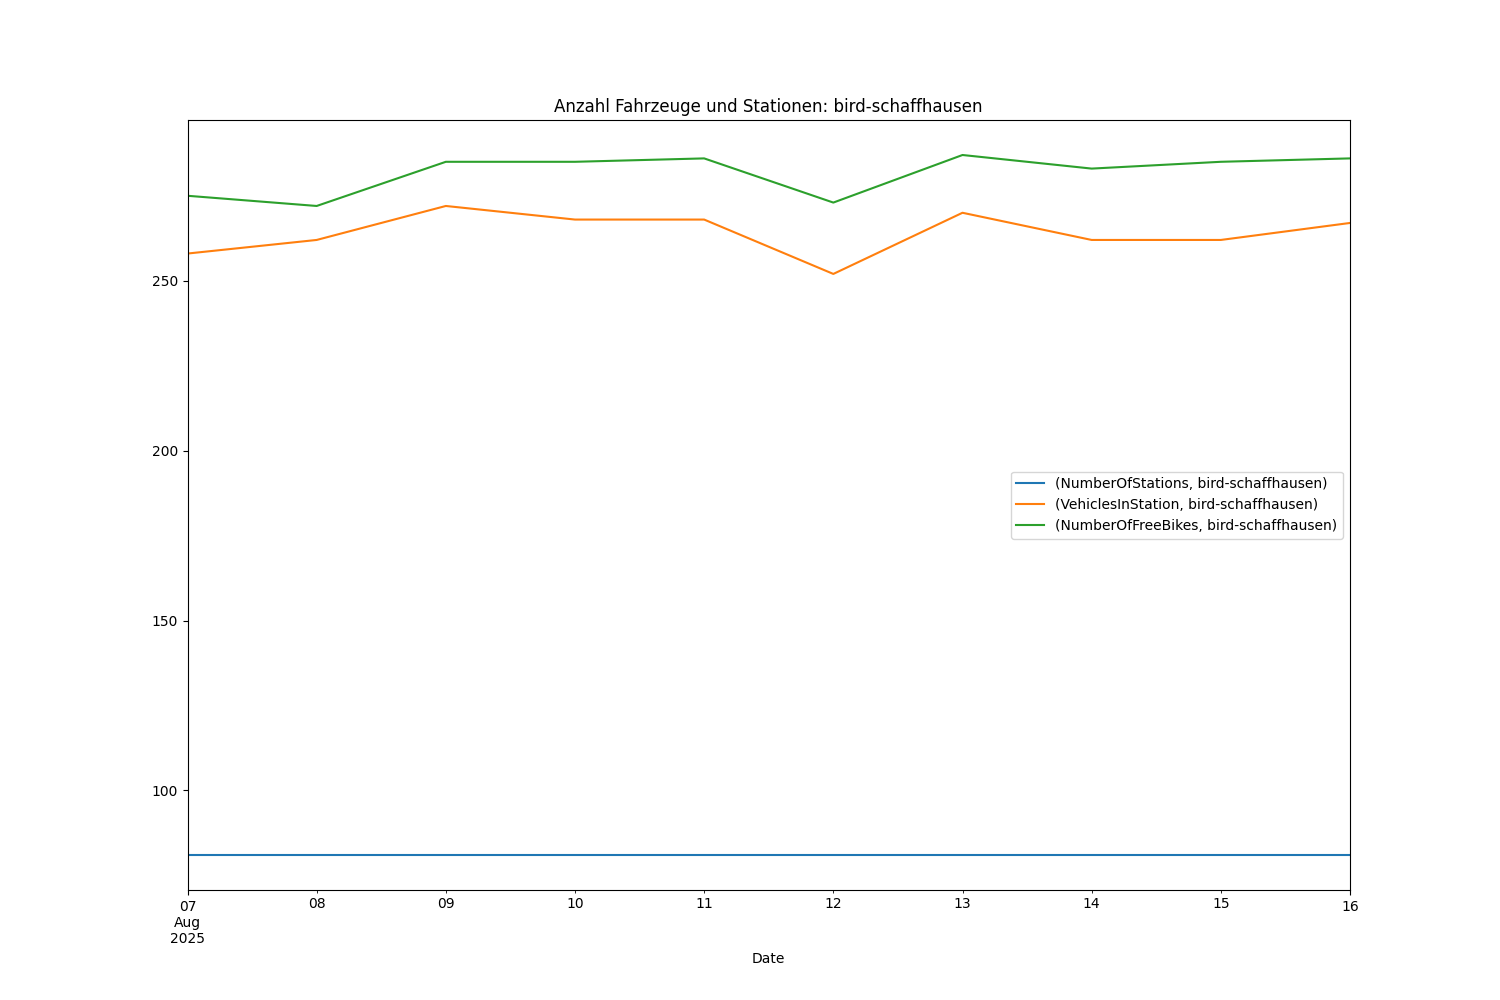 Anzahl Fahrzeuge und Stationen: bird-schaffhausen
250
200
150
100
(NumberOfStations, bird-schaffhausen)
(VehiclesInStation, bird-schaffhausen)
(NumberOfFreeBikes, bird-schaffhausen)
07 08 09 10 11 12 13 14 15 16
Aug
2025
Date